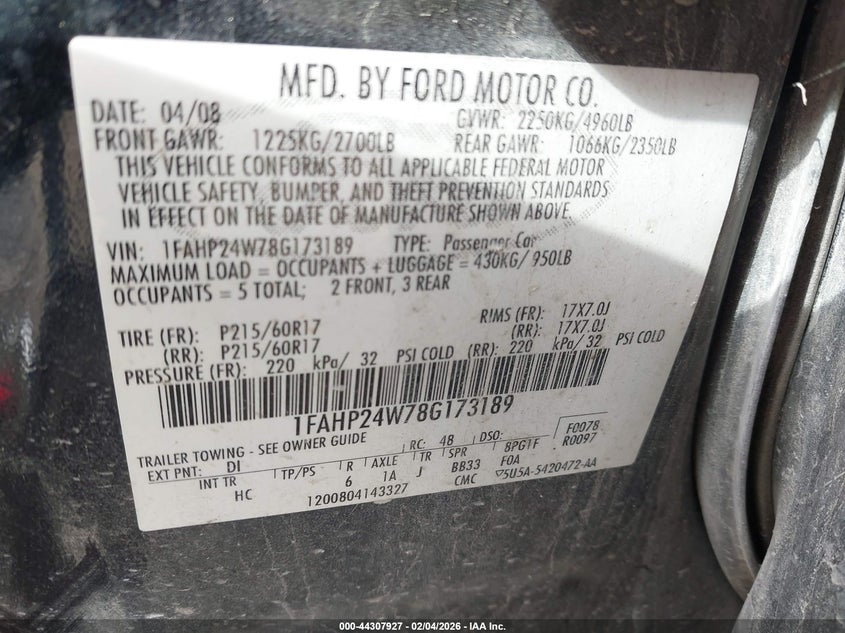 MFD. BY FORD MOTOR CO.
DATE: 04/08 GVWR: 2250KG/4960LB
FRONT GAWR: 1225KG/2700LB REAR GAWR: 1066KG/2350LB
THIS VEHICLE CONFORMS TO ALL APPLICABLE FEDERAL MOTOR
VEHICLE SAFETY, BUMPER, AND THEFT PREVENTION STANDARDS
IN EFFECT ON THE DATE OF MANUFACTURE SHOWN ABOVE.
VIN: 1FAHP24W78G173189 TYPE: Passenger Car
MAXIMUM LOAD = OCCUPANTS + LUGGAGE = 430KG/ 950LB
OCCUPANTS = 5 TOTAL; 2 FRONT, 3 REAR
TIRE (FR): P215/60R17 RIMS (FR): 17X7.0J
(RR): P215/60R17 (RR): 17X7.0J
PRESSURE (FR): 220 kPa/ 32 PSI COLD (RR): 220 kPa/ 32 PSI COLD
1FAHP24W78G173189
TRAILER TOWING - SEE OWNER GUIDE RC: 48 DSO: F0078
EXT PNT: DI 8PG1F R0097
INT TR TP/PS R AXLE TR SPR F0A
HC 6 1A J BB33 CMC 5U5A-5420472-AA
1200804143327
000-44307927 - 02/04/2026 - IAA Inc.